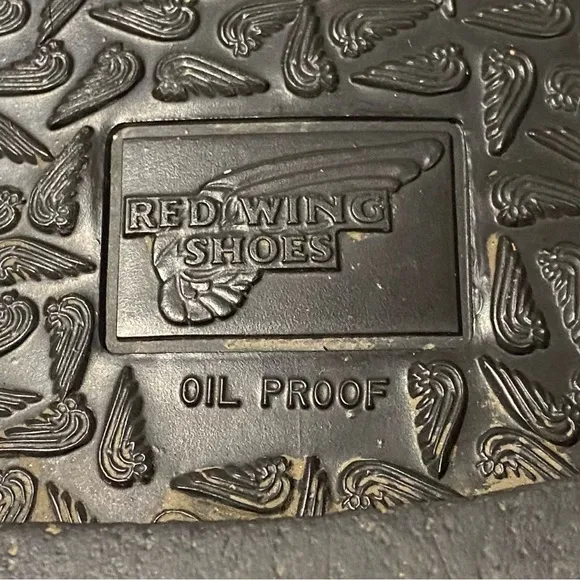 RED WING
SHOES
OIL PROOF